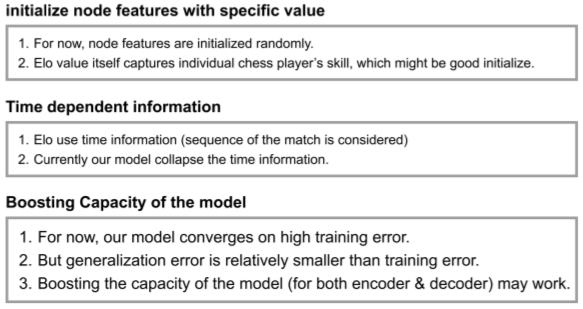 initialize node features with specific value
1. For now, node features are initialized randomly.
2. Elo value itself captures individual chess player's skill, which might be good initialize.
Time dependent information
1. Elo use time information (sequence of the match is considered)
2. Currently our model collapse the time information.
Boosting Capacity of the model
1. For now, our model converges on high training error.
2. But generalization error is relatively smaller than training error.
3. Boosting the capacity of the model (for both encoder & decoder) may work.